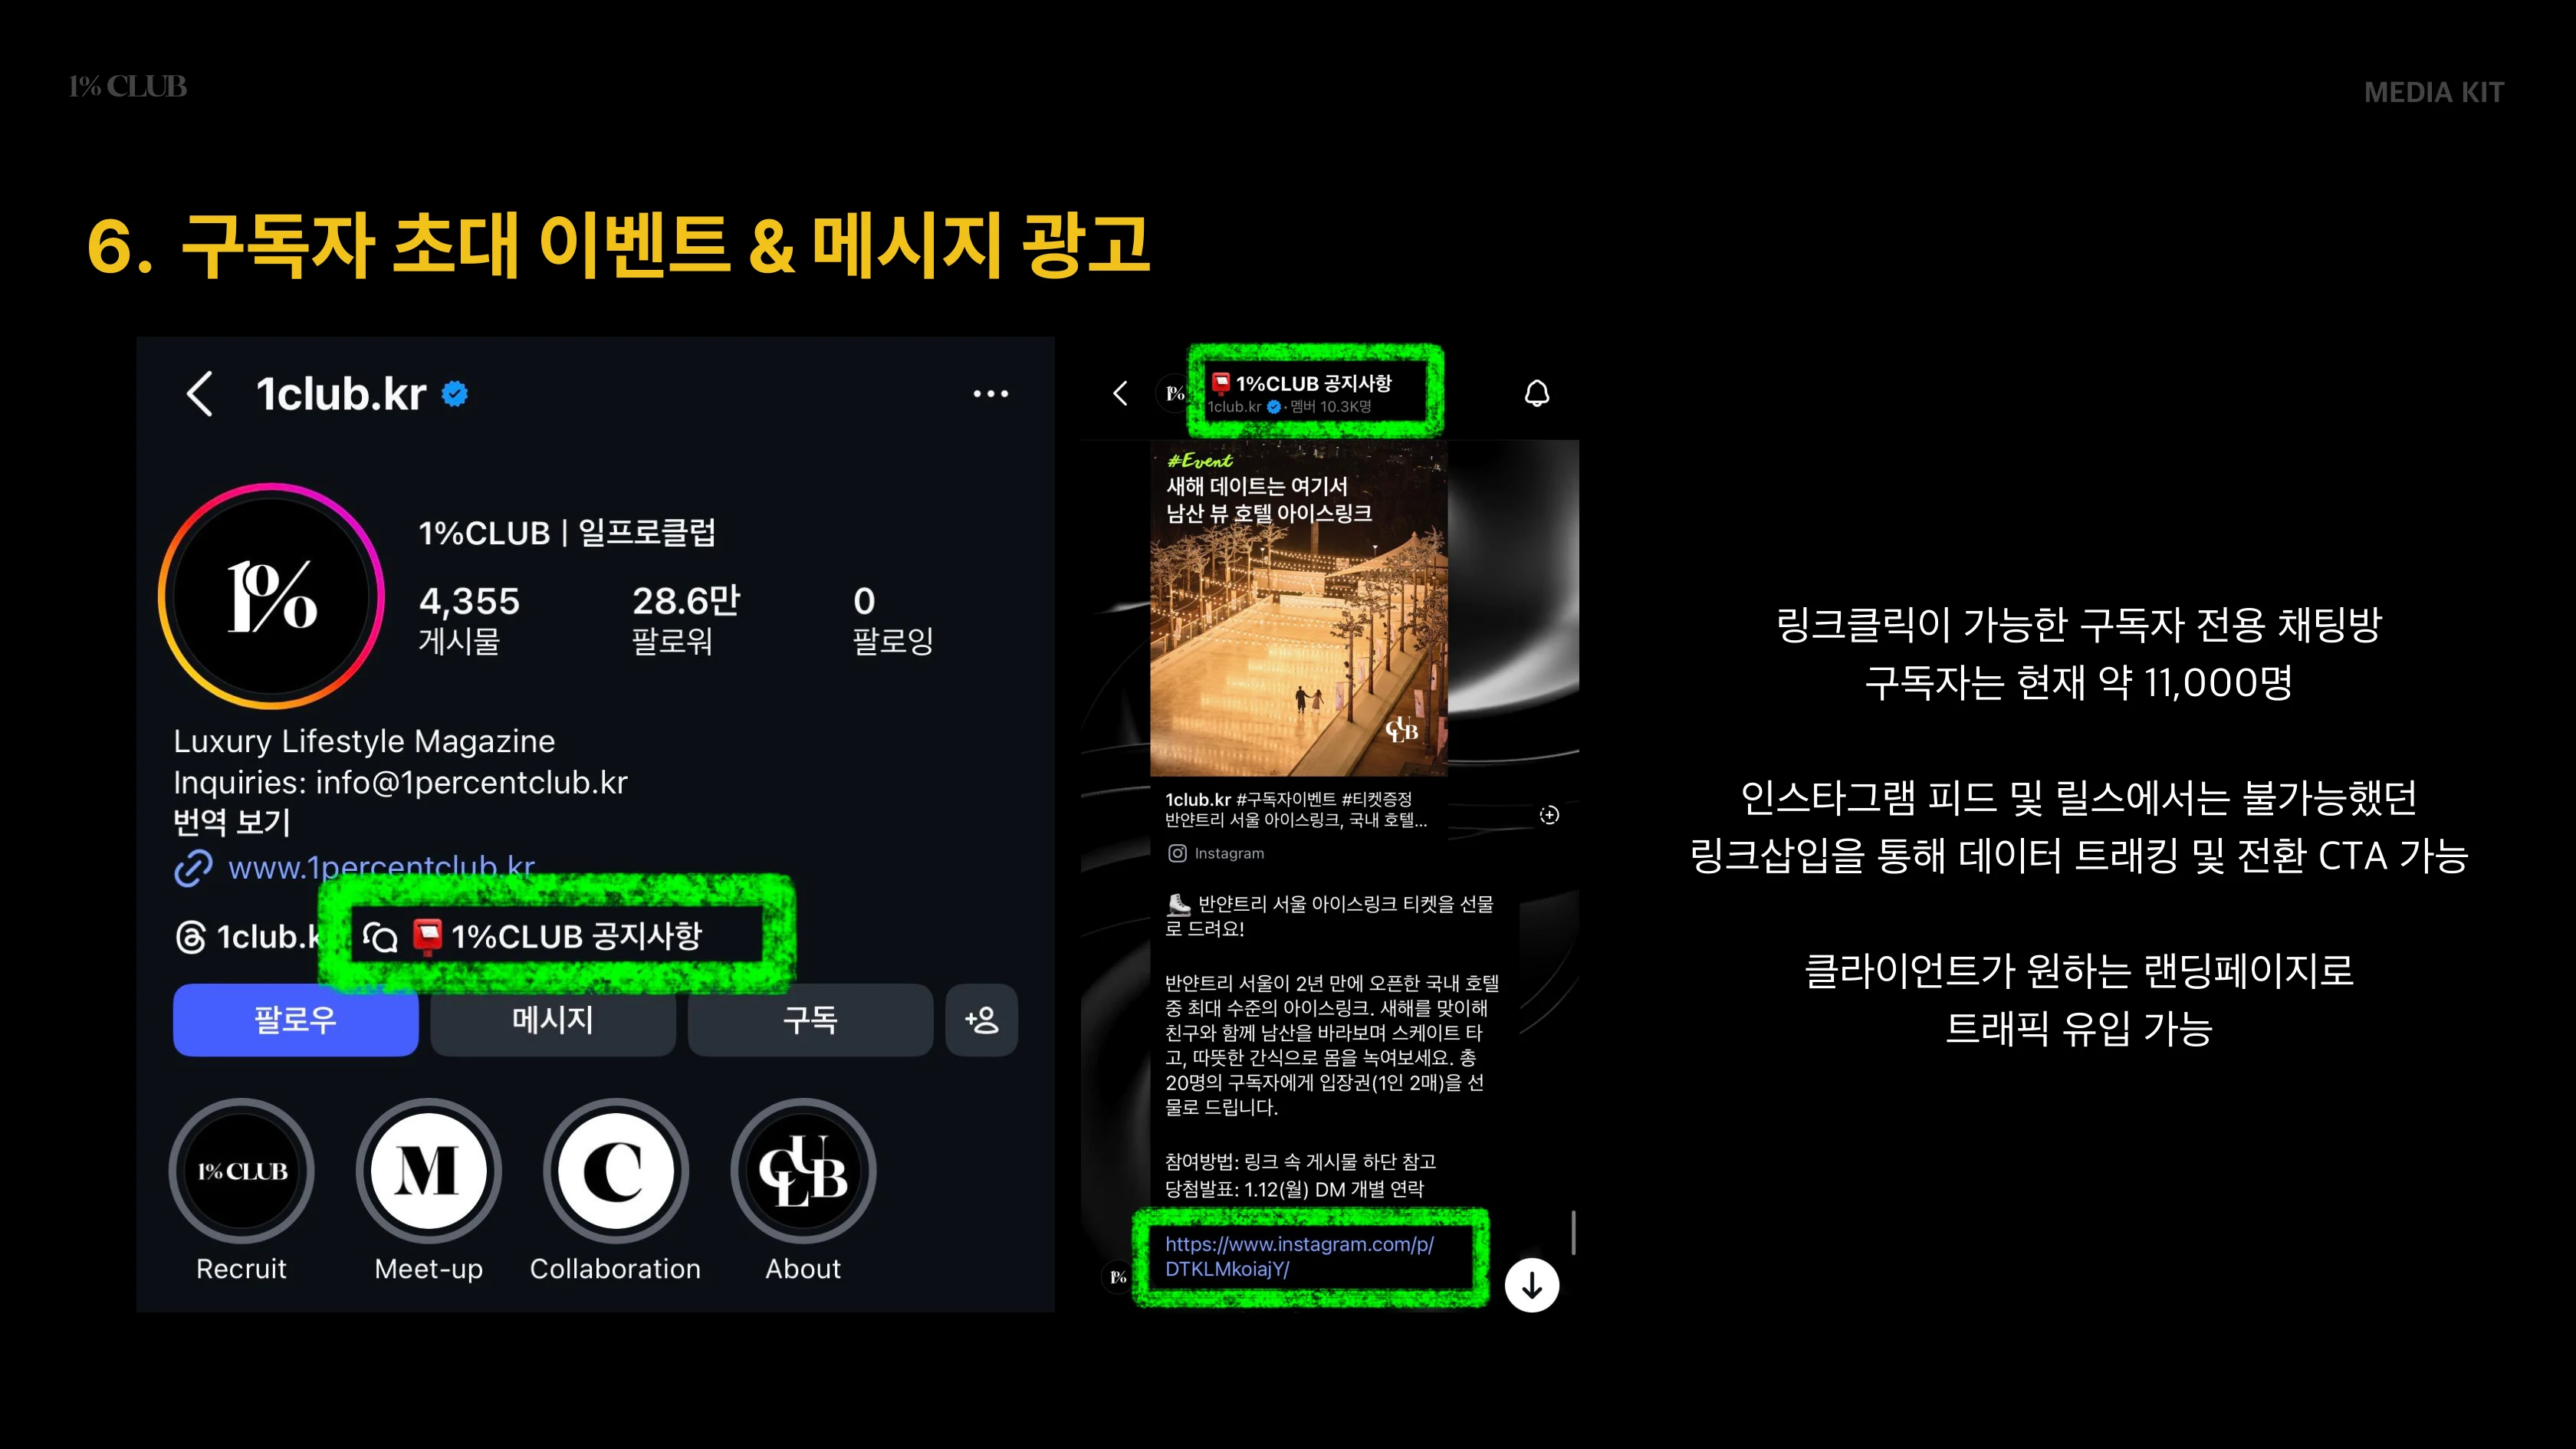 1% CLUB
MEDIA KIT
6. 구독자 초대 이벤트 & 메시지 광고
1club.kr
1%
1%CLUB | 일프로클럽
4,355
게시물
28.6만
팔로워
0
팔로잉
Luxury Lifestyle Magazine
Inquiries: info@1percentclub.kr
번역 보기
www.1percentclub.kr
1club.k
1%CLUB 공지사항
팔로우
메시지
구독
1% CLUB
M
C
CLUB
Recruit
Meet-up
Collaboration
About
1%
1%CLUB 공지사항
1club.kr · 멤버 10.3K명
#Event
새해 데이트는 여기서
남산 뷰 호텔 아이스링크
CLUB
1club.kr #구독자이벤트 #티켓증정
반얀트리 서울 아이스링크, 국내 호텔...
Instagram
반얀트리 서울 아이스링크 티켓을 선물
로 드려요!
반얀트리 서울이 2년 만에 오픈한 국내 호텔
중 최대 수준의 아이스링크. 새해를 맞이해
친구와 함께 남산을 바라보며 스케이트 타
고, 따뜻한 간식으로 몸을 녹여보세요. 총
20명의 구독자에게 입장권(1인 2매)을 선
물로 드립니다.
참여방법: 링크 속 게시물 하단 참고
당첨발표: 1.12(월) DM 개별 연락
https://www.instagram.com/p/
DTKLMkoiajY/
1%
링크클릭이 가능한 구독자 전용 채팅방
구독자는 현재 약 11,000명
인스타그램 피드 및 릴스에서는 불가능했던
링크삽입을 통해 데이터 트래킹 및 전환 CTA 가능
클라이언트가 원하는 랜딩페이지로
트래픽 유입 가능